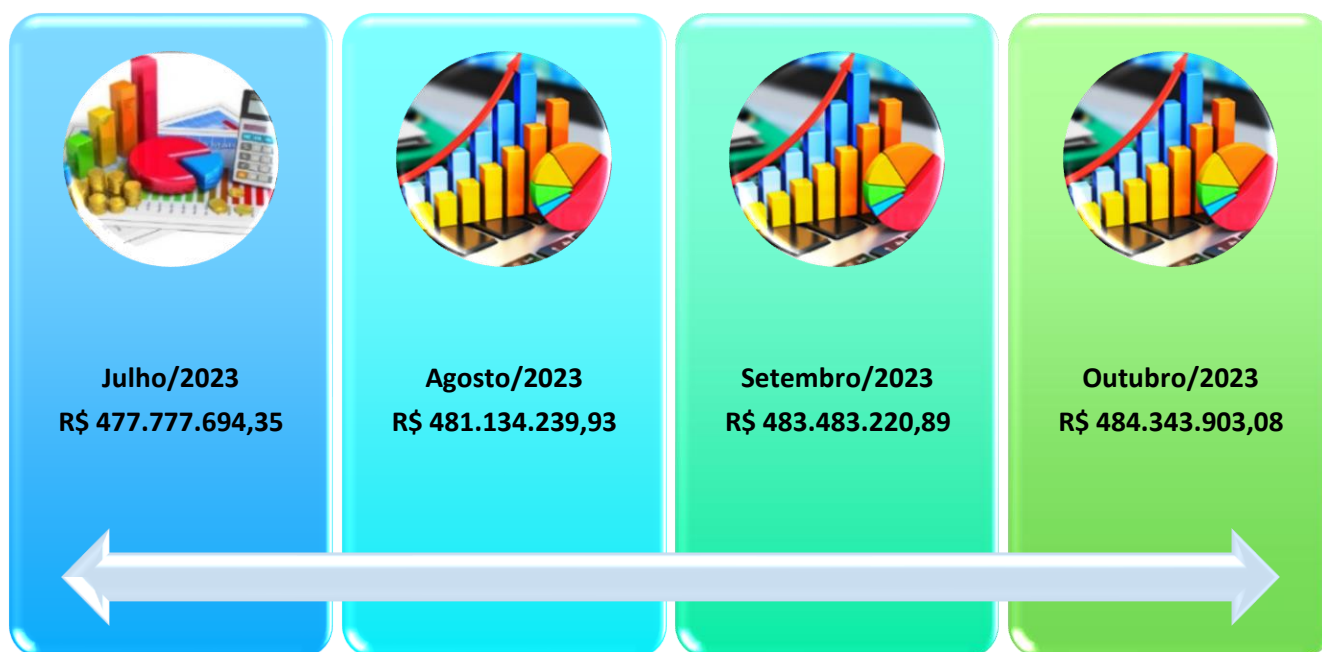 Julho/2023
R$ 477.777.694,35
Agosto/2023
R$ 481.134.239,93
Setembro/2023
R$ 483.483.220,89
Outubro/2023
R$ 484.343.903,08